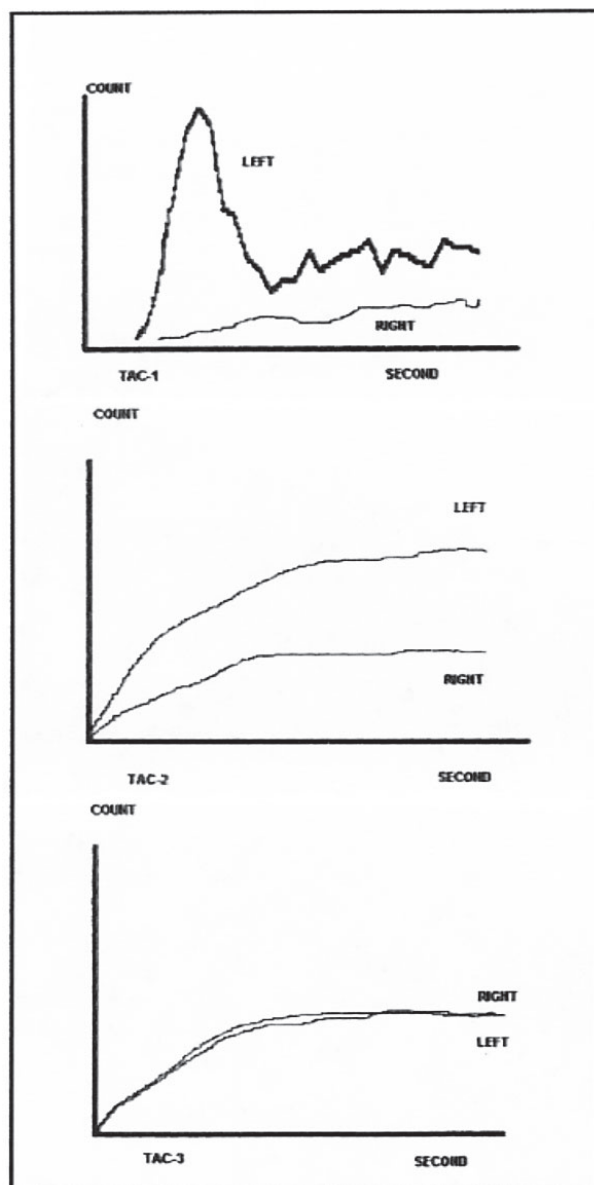 COUNT
LEFT
RIGHT
TAC-1 SECOND
COUNT
LEFT
RIGHT
TAC-2 SECOND
COUNT
RIGHT
LEFT
TAC-3 SECOND